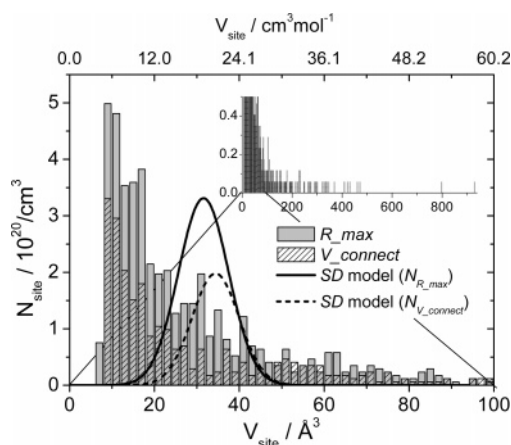 V_site / cm³mol⁻¹
0.0 12.0 24.1 36.1 48.2 60.2
N_site / 10²⁰/cm³
5
4
3
2
1
0
0.4
0.2
0.0
0 200 400 600 800
R_max
V_connect
SD model (N_R_max)
SD model (N_V_connect)
0 20 40 60 80 100
V_site / Å³